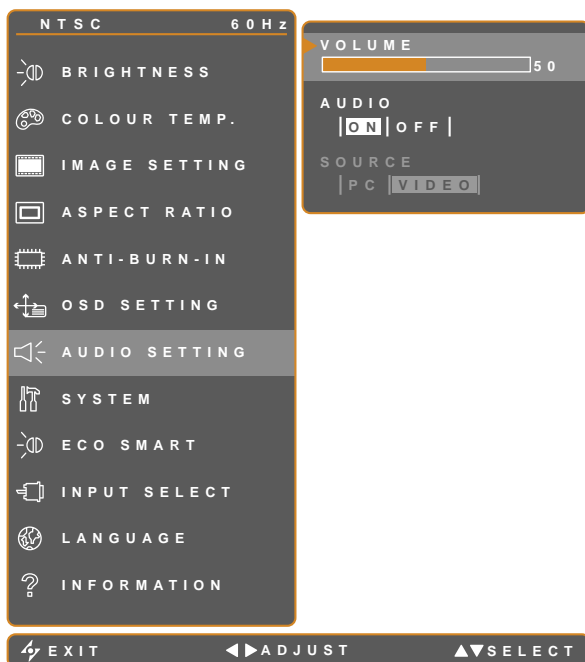 NTSC 60Hz
BRIGHTNESS
COLOUR TEMP.
IMAGE SETTING
ASPECT RATIO
ANTI-BURN-IN
OSD SETTING
AUDIO SETTING
SYSTEM
ECO SMART
INPUT SELECT
LANGUAGE
INFORMATION
VOLUME
50
AUDIO
ON OFF
SOURCE
PC VIDEO
EXIT ADJUST SELECT